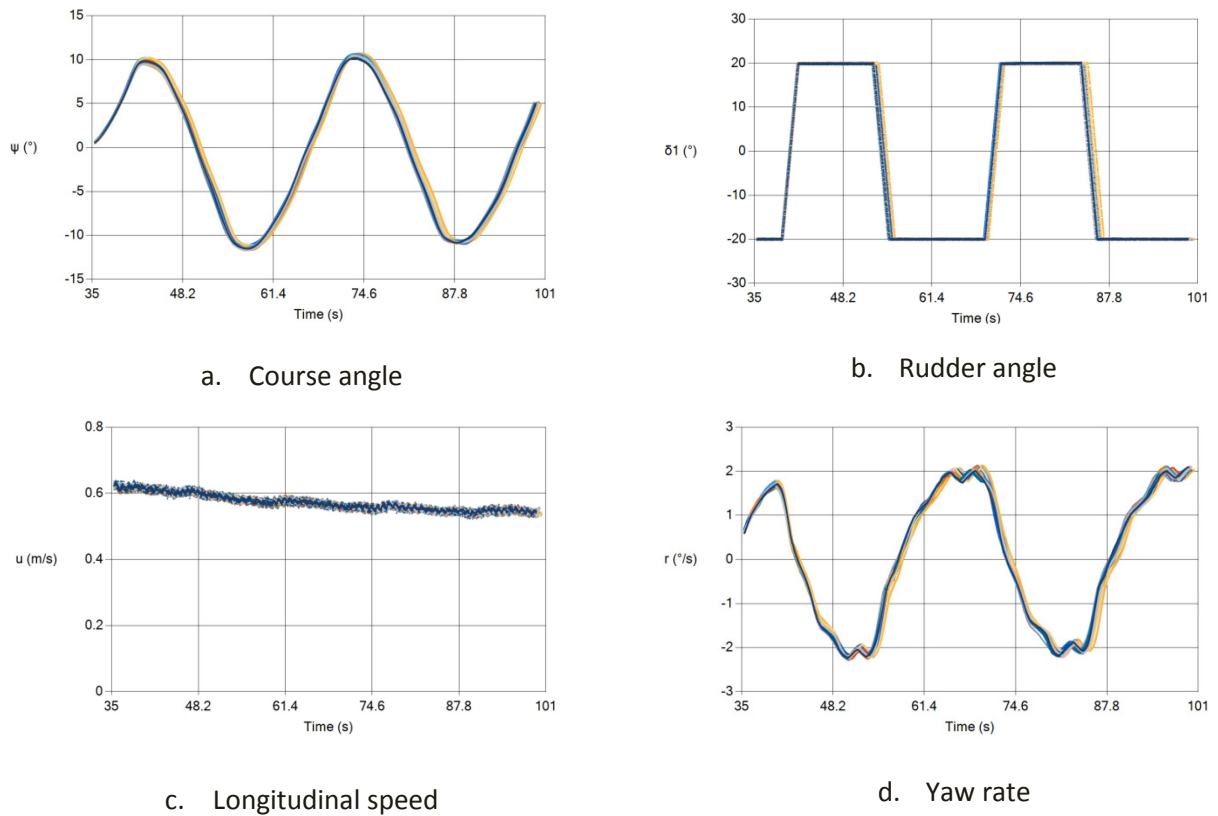 15
10
5
0
-5
-10
-15
ψ (°)
35 48.2 61.4 74.6 87.8 101
Time (s)
a. Course angle
30
20
10
0
-10
-20
-30
δ1 (°)
35 48.2 61.4 74.6 87.8 101
Time (s)
b. Rudder angle
0.8
0.6
0.4
0.2
0
u (m/s)
35 48.2 61.4 74.6 87.8 101
Time (s)
c. Longitudinal speed
3
2
1
0
-1
-2
-3
r (°/s)
35 48.2 61.4 74.6 87.8 101
Time (s)
d. Yaw rate